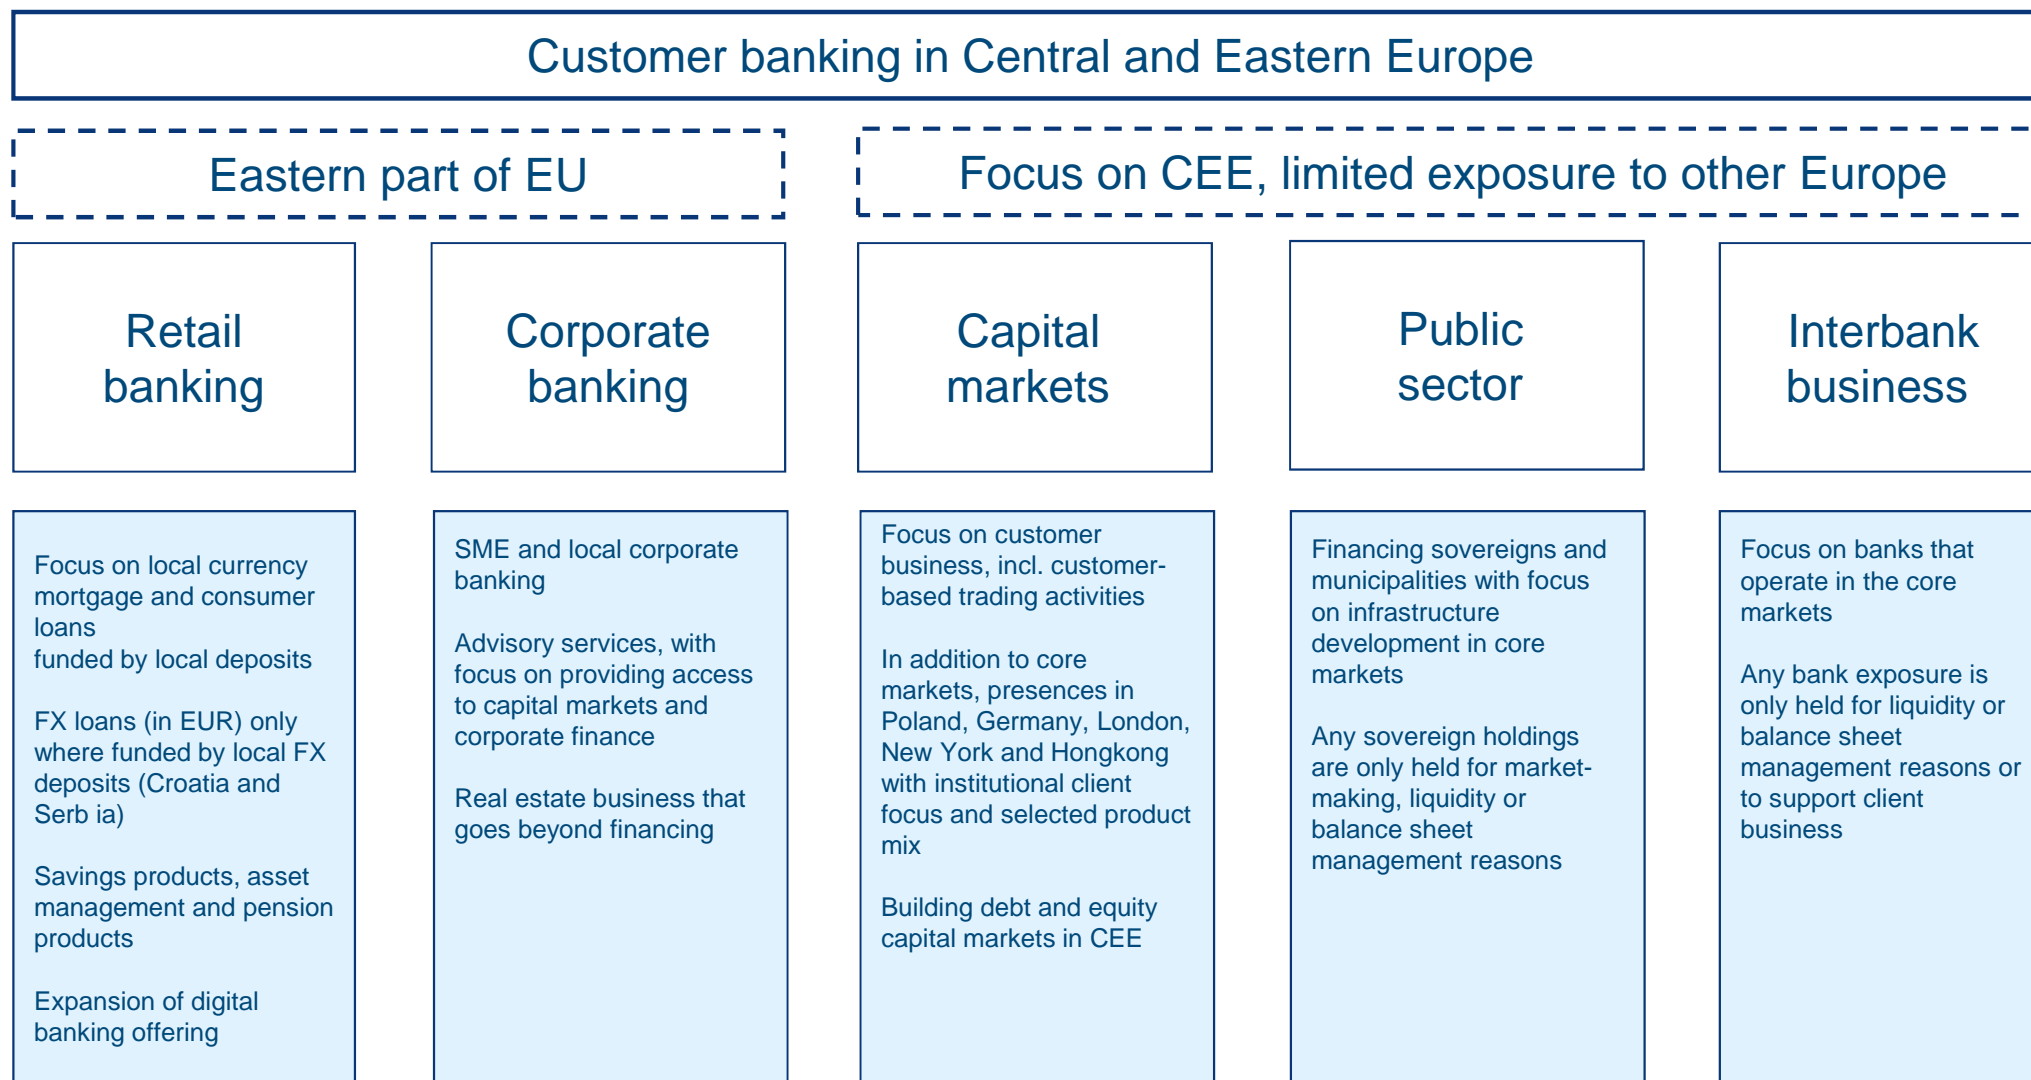 Customer banking in Central and Eastern Europe
Eastern part of EU
Focus on CEE, limited exposure to other Europe
Retail
banking
Corporate
banking
Capital
markets
Public
sector
Interbank
business
Focus on local currency
mortgage and consumer
loans
funded by local deposits
FX loans (in EUR) only
where funded by local FX
deposits (Croatia and
Serb ia)
Savings products, asset
management and pension
products
Expansion of digital
banking offering
SME and local corporate
banking
Advisory services, with
focus on providing access
to capital markets and
corporate finance
Real estate business that
goes beyond financing
Focus on customer
business, incl. customer-
based trading activities
In addition to core
markets, presences in
Poland, Germany, London,
New York and Hongkong
with institutional client
focus and selected product
mix
Building debt and equity
capital markets in CEE
Financing sovereigns and
municipalities with focus
on infrastructure
development in core
markets
Any sovereign holdings
are only held for market-
making, liquidity or
balance sheet
management reasons
Focus on banks that
operate in the core
markets
Any bank exposure is
only held for liquidity or
balance sheet
management reasons or
to support client
business